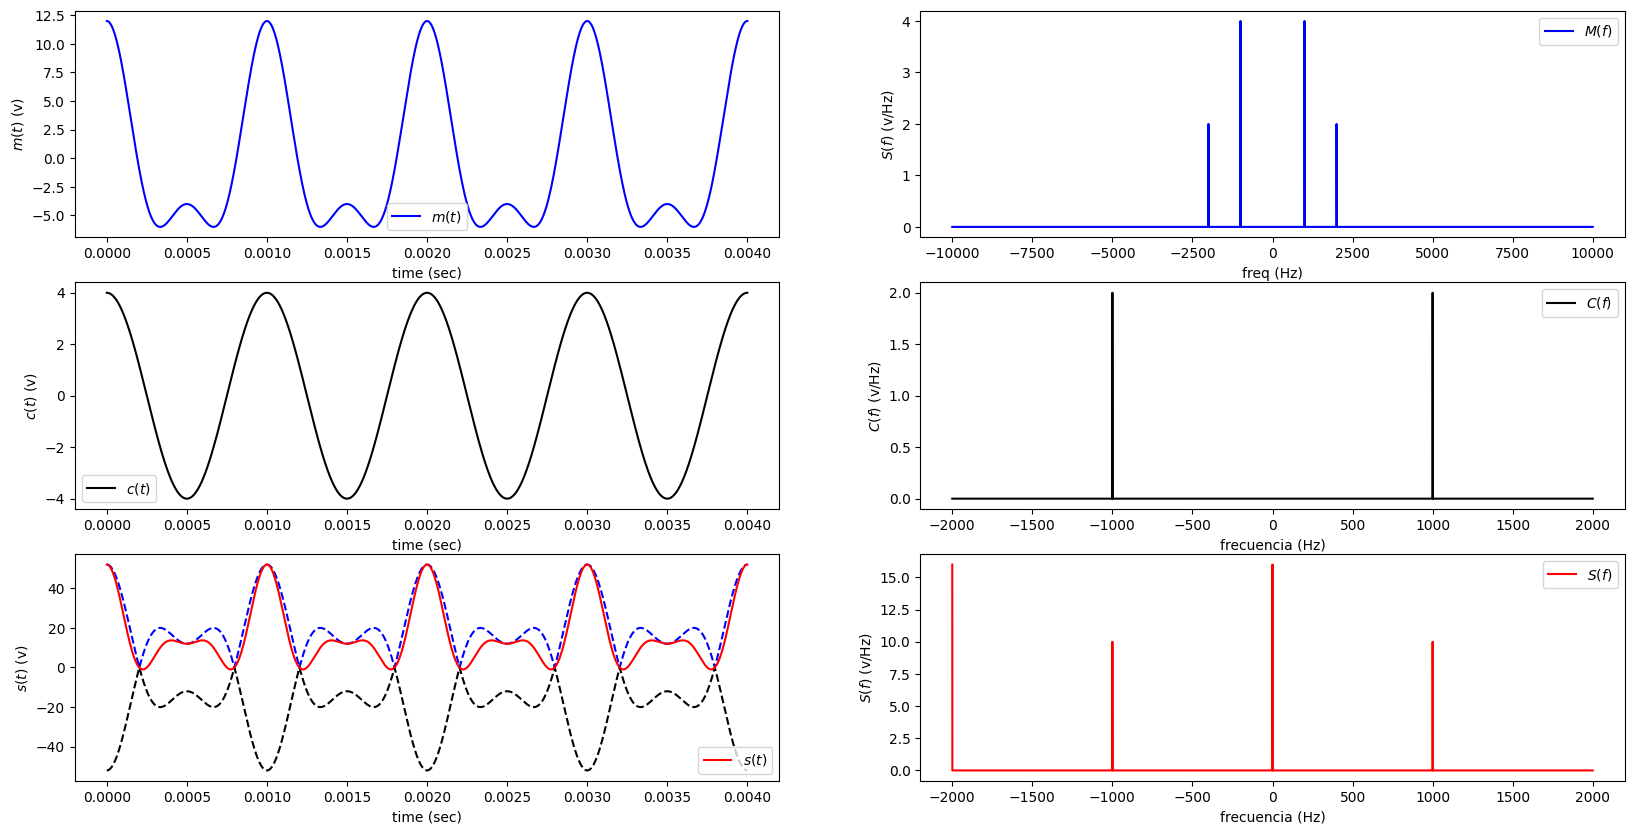 12.5
10.0
7.5
5.0
2.5
0.0
−2.5
−5.0
m(t) (v)
m(t)
0.0000 0.0005 0.0010 0.0015 0.0020 0.0025 0.0030 0.0035 0.0040
time (sec)
4
3
2
1
0
S(f) (v/Hz)
M(f)
−10000 −7500 −5000 −2500 0 2500 5000 7500 10000
freq (Hz)
4
2
0
−2
−4
c(t) (v)
c(t)
0.0000 0.0005 0.0010 0.0015 0.0020 0.0025 0.0030 0.0035 0.0040
time (sec)
2.0
1.5
1.0
0.5
0.0
C(f) (v/Hz)
C(f)
−2000 −1500 −1000 −500 0 500 1000 1500 2000
frecuencia (Hz)
40
20
0
−20
−40
s(t) (v)
s(t)
0.0000 0.0005 0.0010 0.0015 0.0020 0.0025 0.0030 0.0035 0.0040
time (sec)
15.0
12.5
10.0
7.5
5.0
2.5
0.0
S(f) (v/Hz)
S(f)
−2000 −1500 −1000 −500 0 500 1000 1500 2000
frecuencia (Hz)